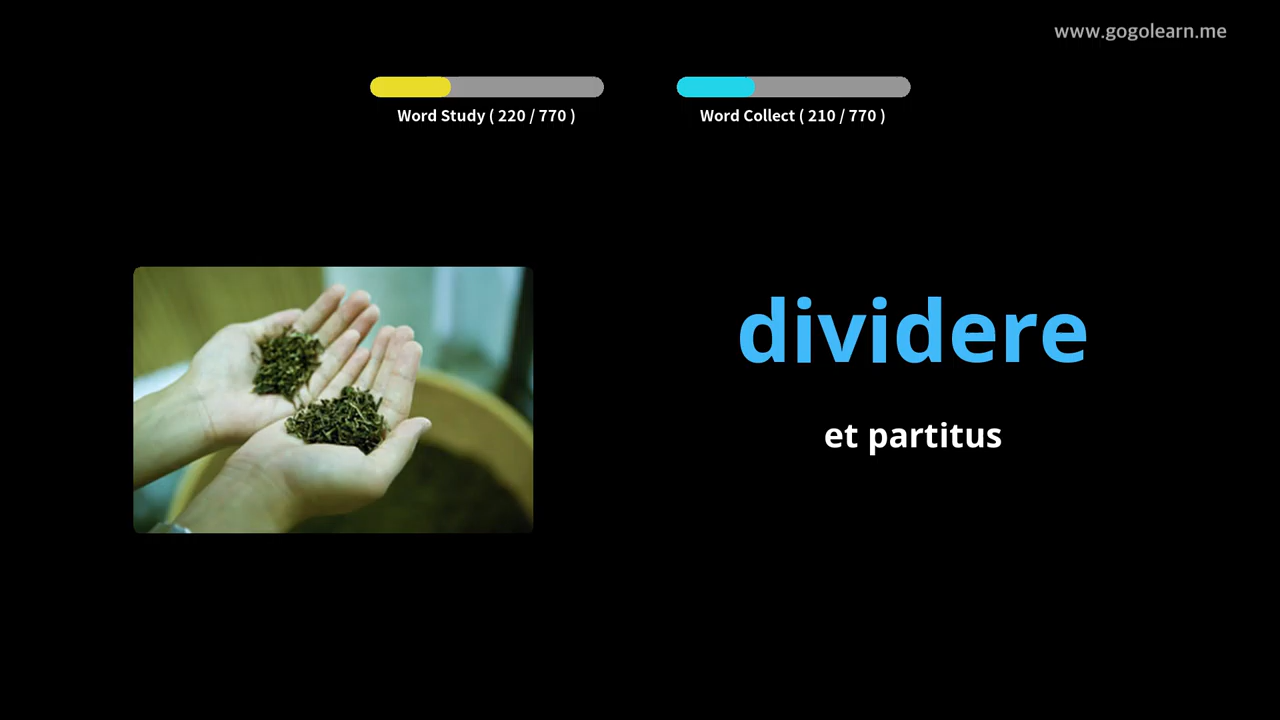 www.gogolearn.me
Word Study ( 220 / 770 )
Word Collect ( 210 / 770 )
dividere
et partitus